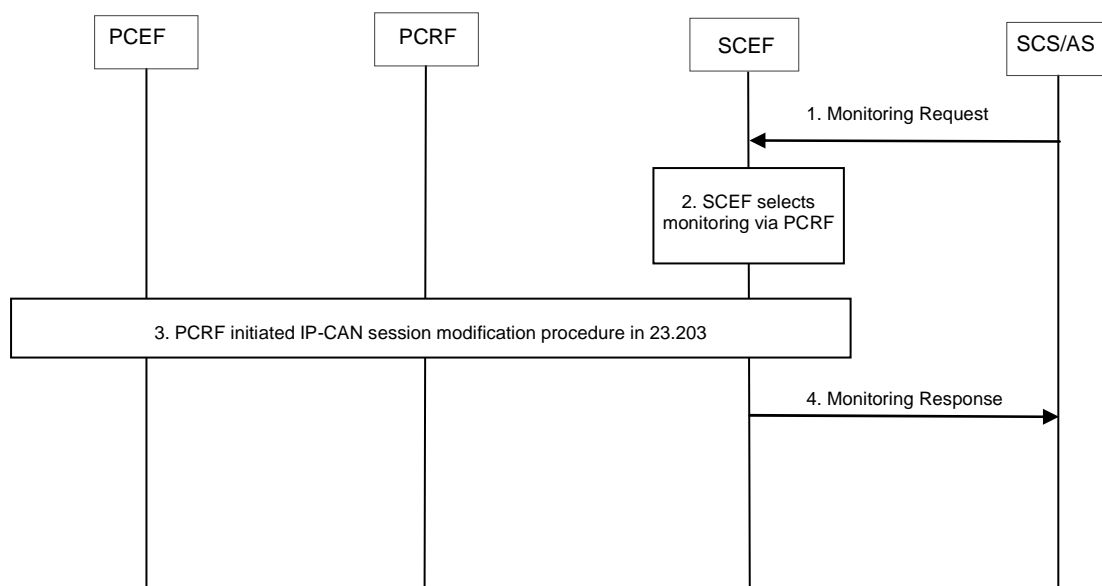 PCEF
PCRF
SCEF
SCS/AS
1. Monitoring Request
2. SCEF selects
monitoring via PCRF
3. PCRF initiated IP-CAN session modification procedure in 23.203
4. Monitoring Response